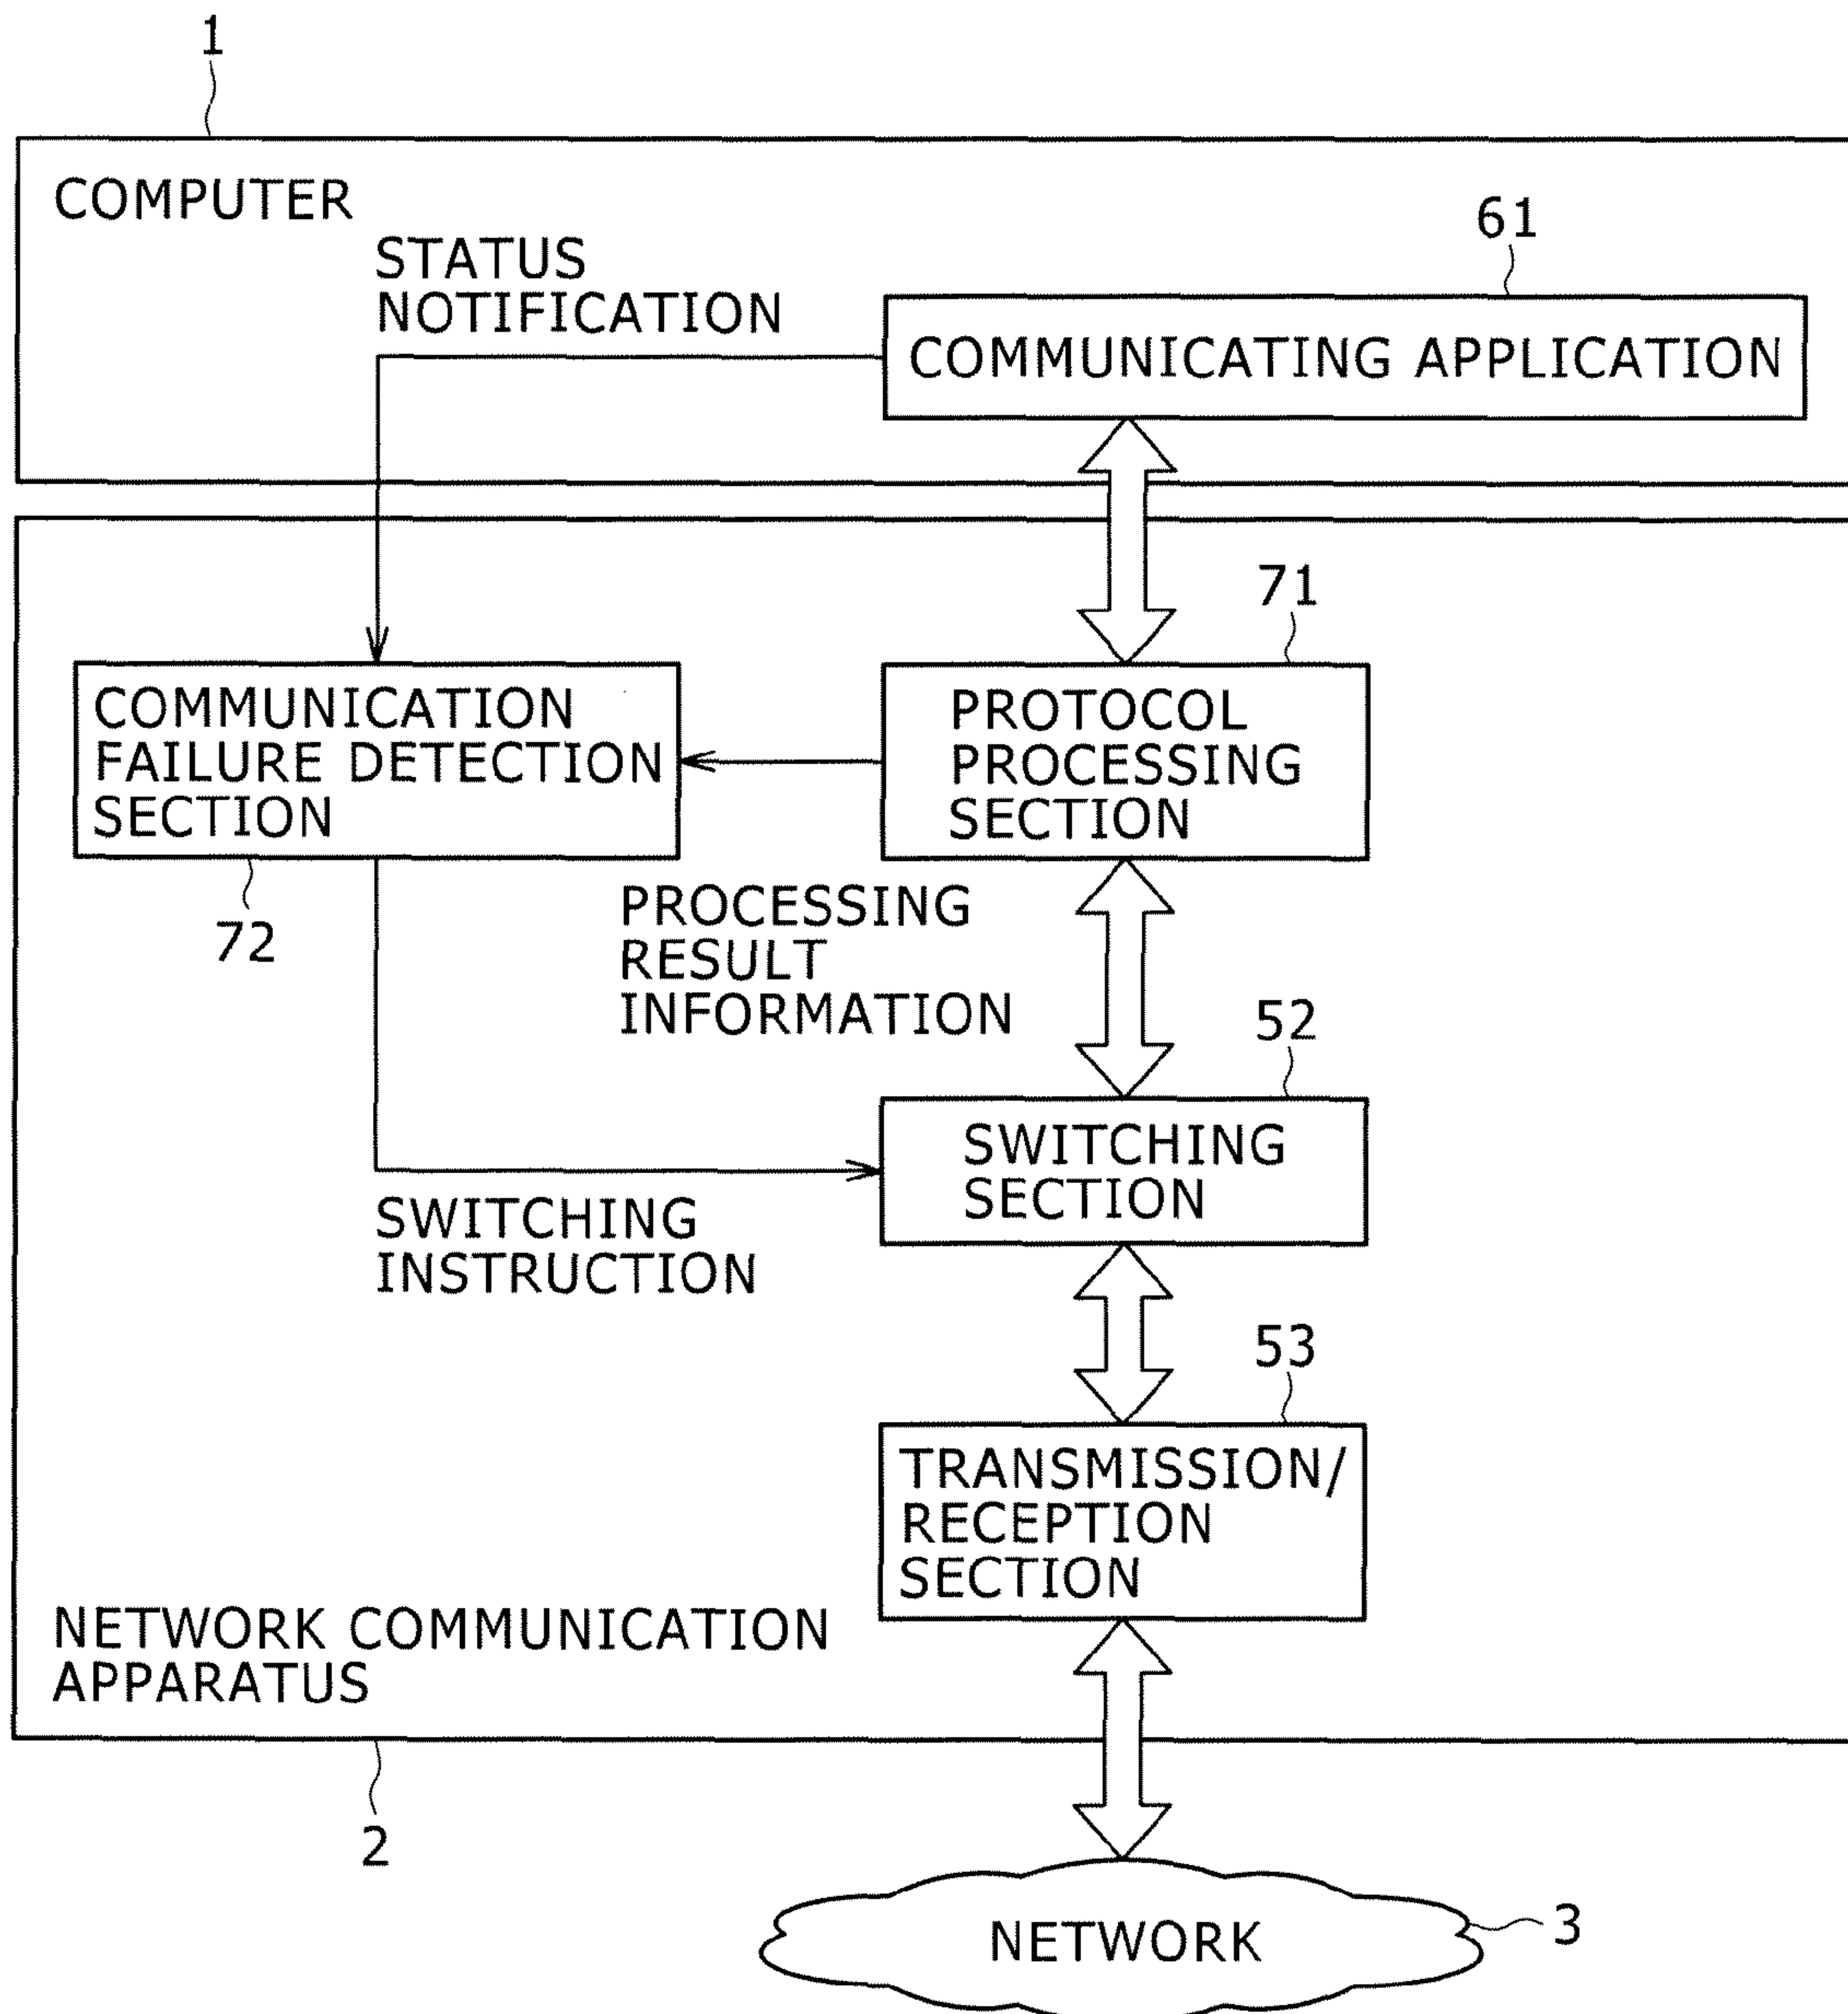 1
COMPUTER
61
STATUS
NOTIFICATION
COMMUNICATING APPLICATION
71
COMMUNICATION
FAILURE DETECTION
SECTION
PROTOCOL
PROCESSING
SECTION
72
PROCESSING
RESULT
INFORMATION
52
SWITCHING
SECTION
SWITCHING
INSTRUCTION
53
TRANSMISSION/
RECEPTION
SECTION
NETWORK COMMUNICATION
APPARATUS
2
NETWORK
3